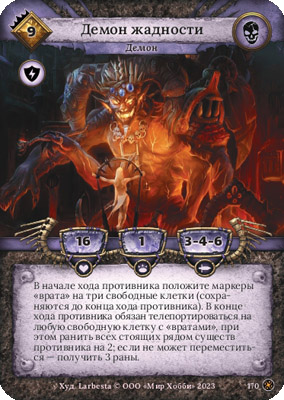 9
Демон жадности
Демон
16
1
3-4-6
В начале хода противника положите маркеры
«врата» на три свободные клетки (сохра-
няются до конца хода противника). В конце
хода противника обязан телепортироваться на
любую свободную клетку с «вратами», при
этом ранить всех стоящих рядом существ
противника на 2; если не может переместить-
ся — получить 3 раны.
Худ. Larbesta © ООО «Мир Хобби» 2023
170